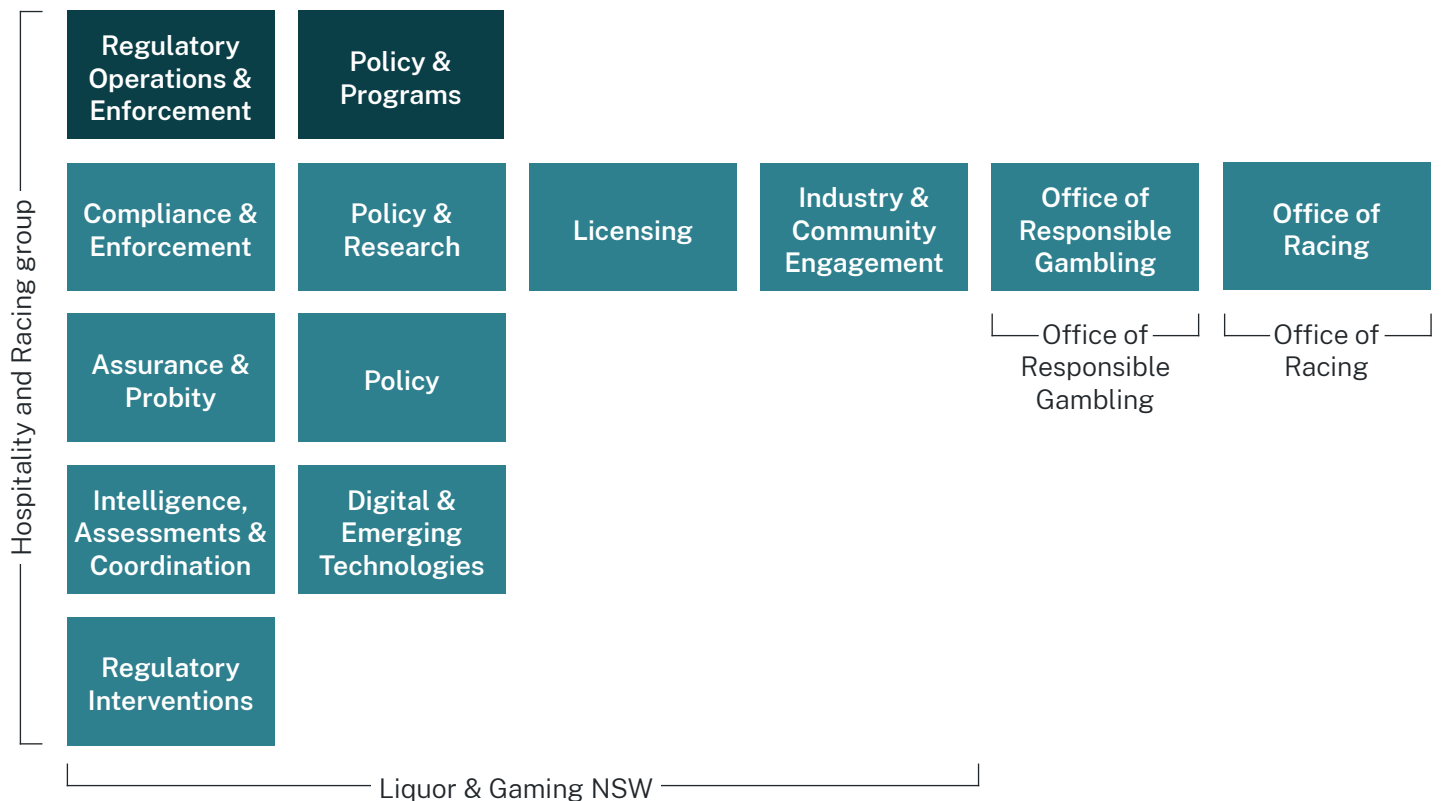 Hospitality and Racing group
Regulatory
Operations &
Enforcement
Policy &
Programs
Compliance &
Enforcement
Policy &
Research
Licensing
Industry &
Community
Engagement
Office of
Responsible
Gambling
Office of
Racing
Assurance &
Probity
Policy
Office of
Responsible
Gambling
Office of
Racing
Intelligence,
Assessments &
Coordination
Digital &
Emerging
Technologies
Regulatory
Interventions
Liquor & Gaming NSW